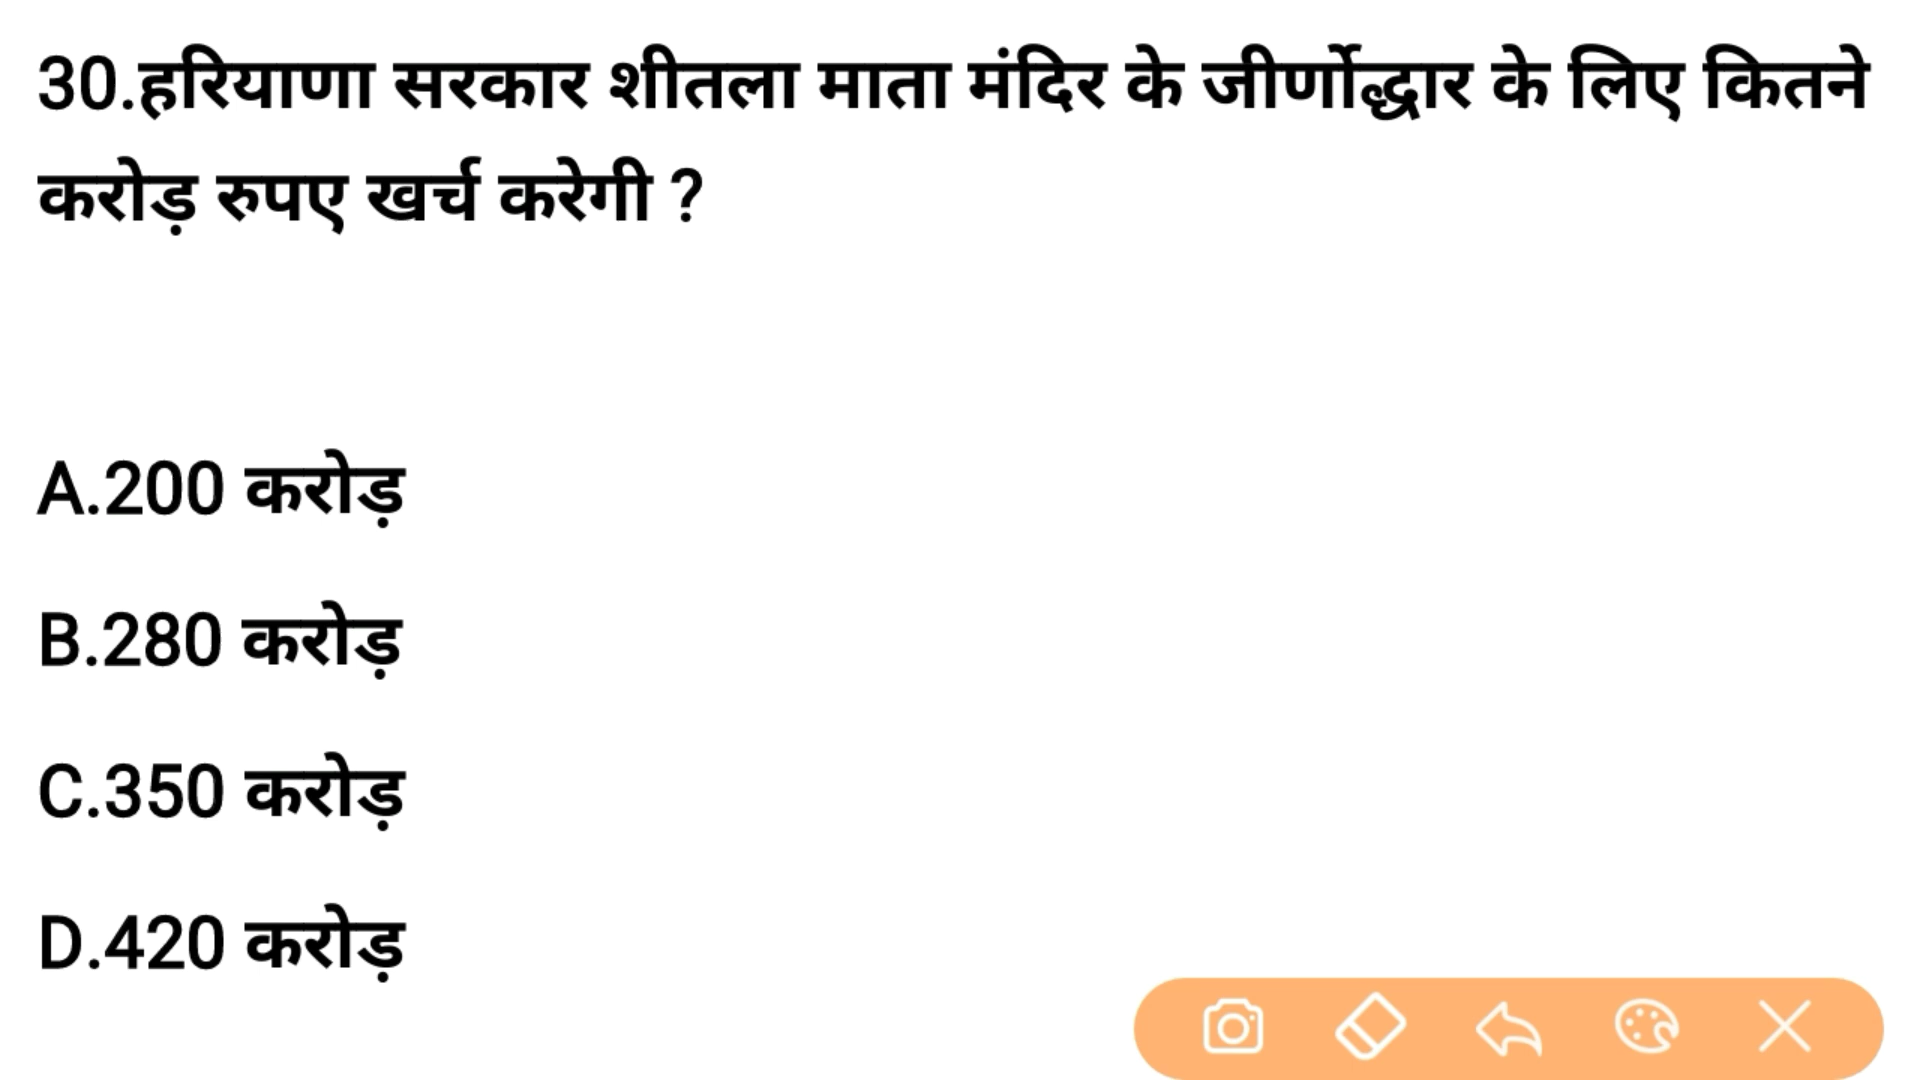 30.हरियाणा सरकार शीतला माता मंदिर के जीर्णोद्धार के लिए कितने
करोड़ रुपए खर्च करेगी ?
A.200 करोड़
B.280 करोड़
C.350 करोड़
D.420 करोड़